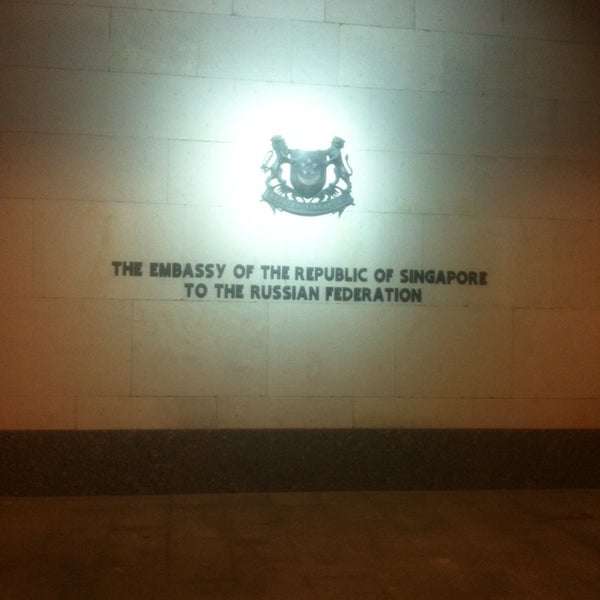 THE EMBASSY OF THE REPUBLIC OF SINGAPORE
TO THE RUSSIAN FEDERATION